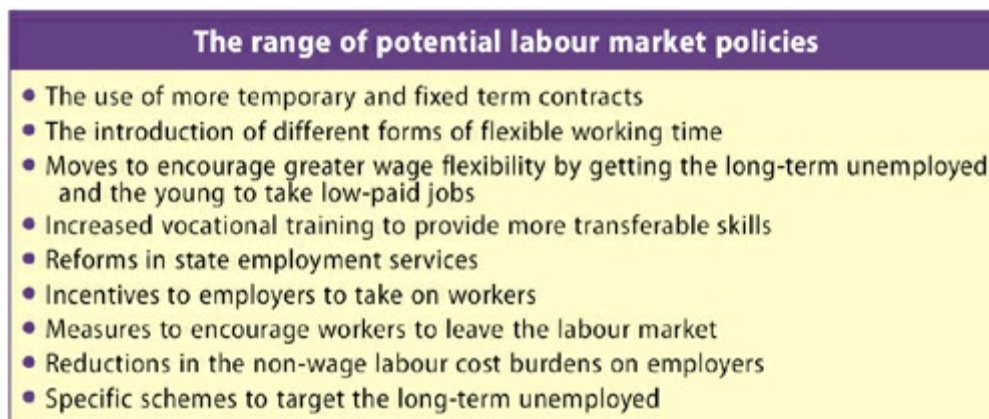 The range of potential labour market policies
• The use of more temporary and fixed term contracts
• The introduction of different forms of flexible working time
• Moves to encourage greater wage flexibility by getting the long-term unemployed
and the young to take low-paid jobs
• Increased vocational training to provide more transferable skills
• Reforms in state employment services
• Incentives to employers to take on workers
• Measures to encourage workers to leave the labour market
• Reductions in the non-wage labour cost burdens on employers
• Specific schemes to target the long-term unemployed